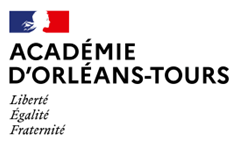 ACADÉMIE
D'ORLÉANS-TOURS
Liberté
Égalité
Fraternité